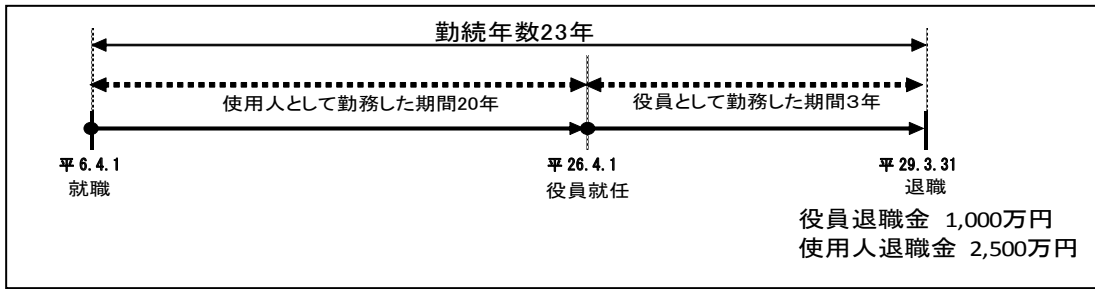 勤続年数23年
使用人として勤務した期間20年
役員として勤務した期間3年
平6.4.1
就職
平26.4.1
役員就任
平29.3.31
退職
役員退職金 1,000万円
使用人退職金 2,500万円